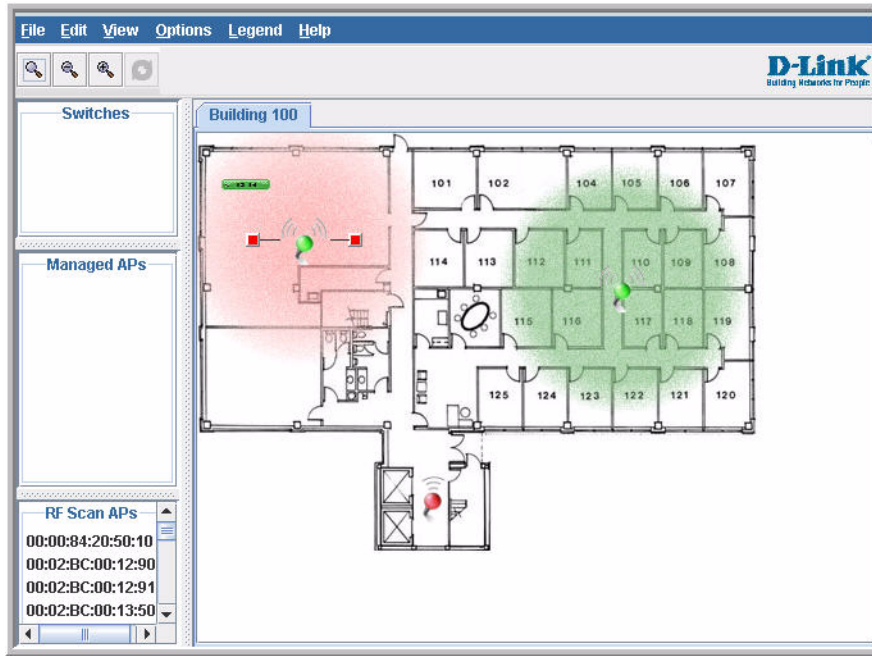 File Edit View Options Legend Help
D-Link
Building Networks for People
Switches
Building 100
101 102 104 105 106 107
114 113 112 111 110 109 108
Managed APs
115 116 117 118 119
125 124 123 122 121 120
RF Scan APs
00:00:84:20:50:10
00:02:BC:00:12:90
00:02:BC:00:12:91
00:02:BC:00:13:50